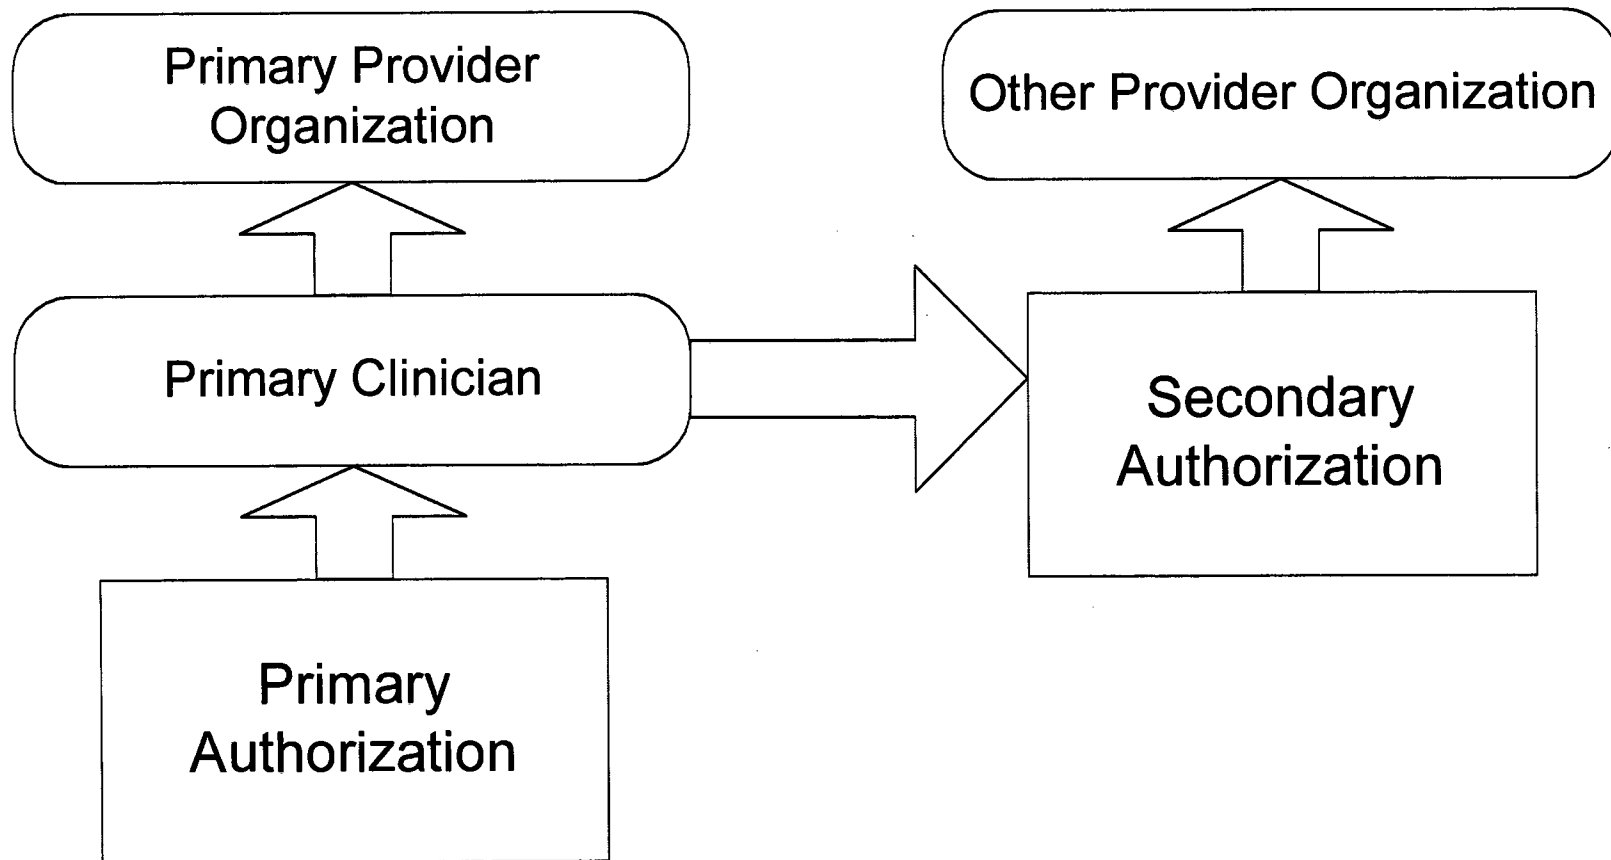 Primary Provider
Organization
Other Provider Organization
Primary Clinician
Secondary
Authorization
Primary
Authorization